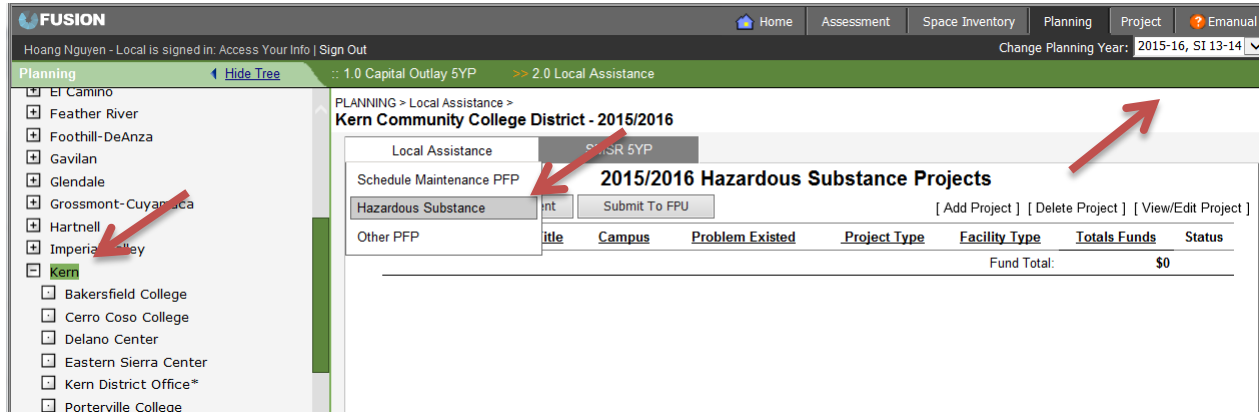 FUSION
Home Assessment Space Inventory Planning Project Emanual
Hoang Nguyen - Local is signed in: Access Your Info | Sign Out Change Planning Year: 2015-16, SI 13-14
Planning Hide Tree :: 1.0 Capital Outlay 5YP >> 2.0 Local Assistance
El Camino
Feather River
Foothill-DeAnza
Gavilan
Glendale
Grossmont-Cuyamaca
Hartnell
Imperial Valley
Kern
Bakersfield College
Cerro Coso College
Delano Center
Eastern Sierra Center
Kern District Office*
Porterville College
PLANNING > Local Assistance >
Kern Community College District - 2015/2016
Local Assistance SMSR 5YP
Schedule Maintenance PFP
Hazardous Substance
Other PFP
2015/2016 Hazardous Substance Projects
ent Submit To FPU [ Add Project ] [ Delete Project ] [ View/Edit Project ]
itle Campus Problem Existed Project Type Facility Type Totals Funds Status
Fund Total: $0